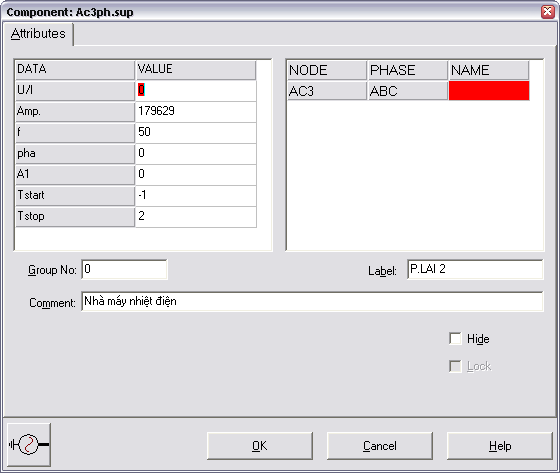 Component: Ac3ph.sup
Attributes
DATA VALUE
U/I
Amp. 179629
f 50
pha 0
A1 0
Tstart -1
Tstop 2
NODE PHASE NAME
AC3 ABC
Group No: 0
Label: P.LAI 2
Comment: Nhà máy nhiệt điện
Hide
Lock
OK Cancel Help